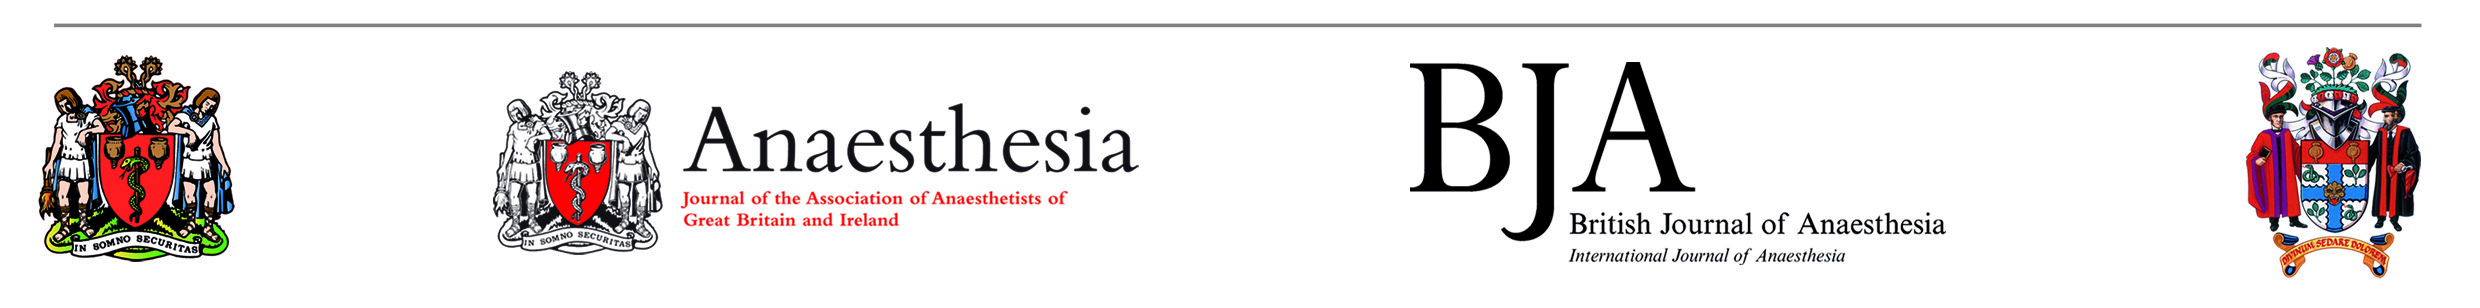 IN SOMNO SECURITAS
IN SOMNO SECURITAS
Anaesthesia
Journal of the Association of Anaesthetists of
Great Britain and Ireland
BJA
British Journal of Anaesthesia
International Journal of Anaesthesia
DIVINUM SEDARE DOLOREM